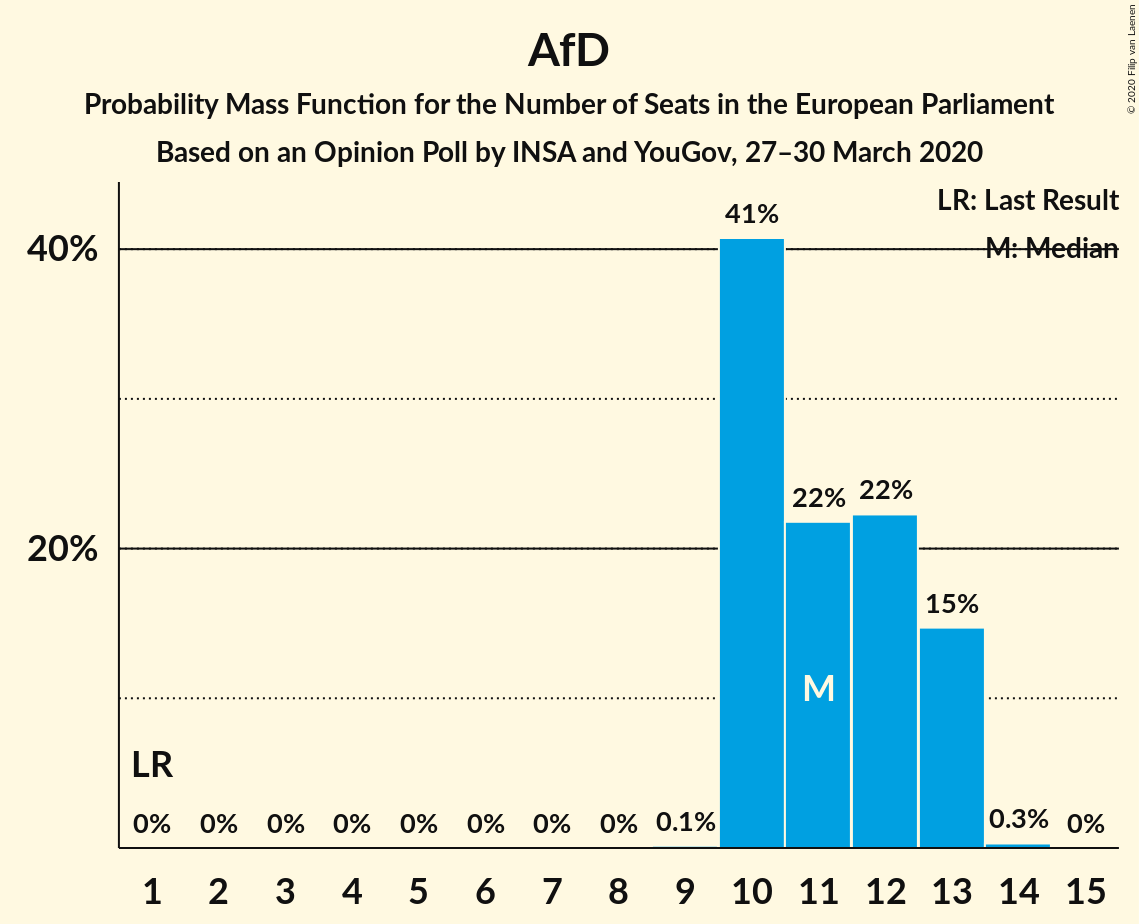 AfD
Probability Mass Function for the Number of Seats in the European Parliament
Based on an Opinion Poll by INSA and YouGov, 27–30 March 2020
© 2020 Filip van Laenen
LR: Last Result
M: Median
40%
20%
41%
22%
22%
15%
M
LR
0%
0%
0%
0%
0%
0%
0%
0%
0.1%
0.3%
0%
1 2 3 4 5 6 7 8 9 10 11 12 13 14 15